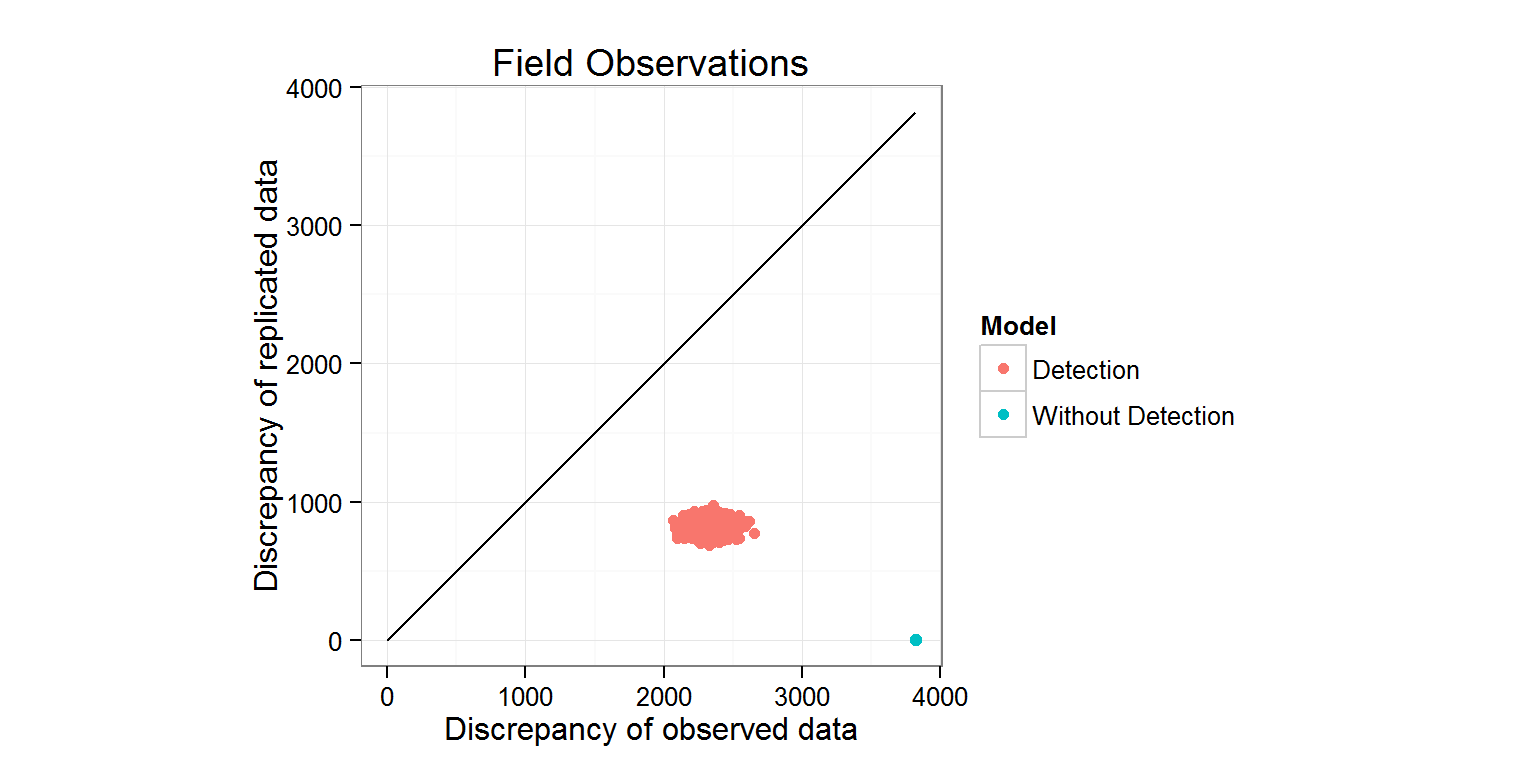 Field Observations
Discrepancy of replicated data
4000
3000
2000
1000
0
0 1000 2000 3000 4000
Discrepancy of observed data
Model
Detection
Without Detection